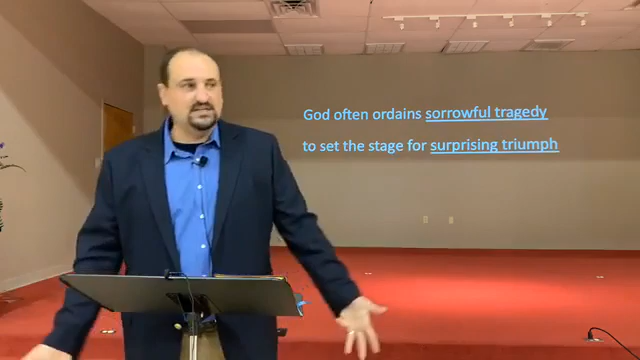 God often ordains sorrowful tragedy
to set the stage for surprising triumph